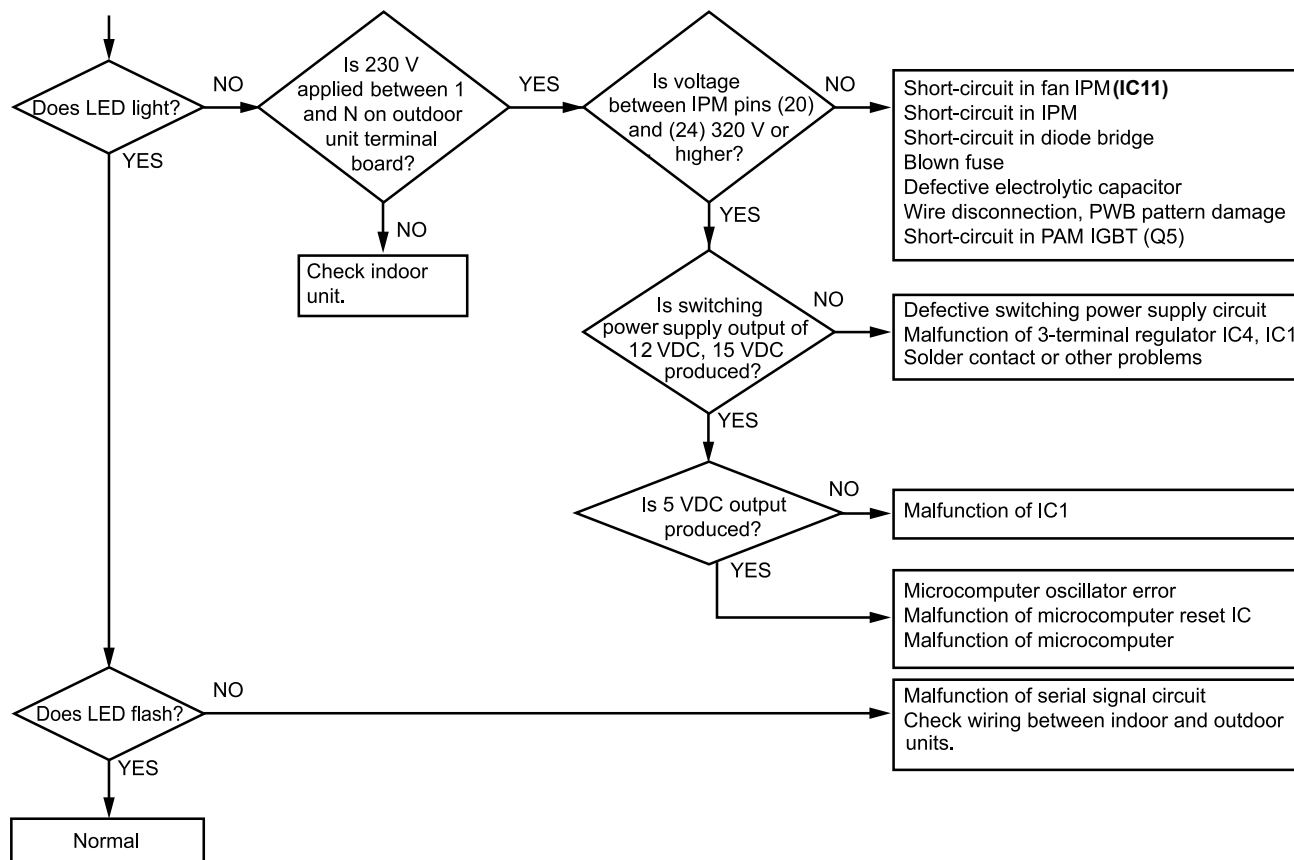 Does LED light?
NO
YES
Is 230 V
applied between 1
and N on outdoor
unit terminal
board?
YES
NO
Check indoor
unit.
Is voltage
between IPM pins (20)
and (24) 320 V or
higher?
NO
YES
Short-circuit in fan IPM(IC11)
Short-circuit in IPM
Short-circuit in diode bridge
Blown fuse
Defective electrolytic capacitor
Wire disconnection, PWB pattern damage
Short-circuit in PAM IGBT (Q5)
Is switching
power supply output of
12 VDC, 15 VDC
produced?
NO
YES
Defective switching power supply circuit
Malfunction of 3-terminal regulator IC4, IC1
Solder contact or other problems
Is 5 VDC output
produced?
NO
YES
Malfunction of IC1
Microcomputer oscillator error
Malfunction of microcomputer reset IC
Malfunction of microcomputer
Does LED flash?
NO
YES
Malfunction of serial signal circuit
Check wiring between indoor and outdoor
units.
Normal